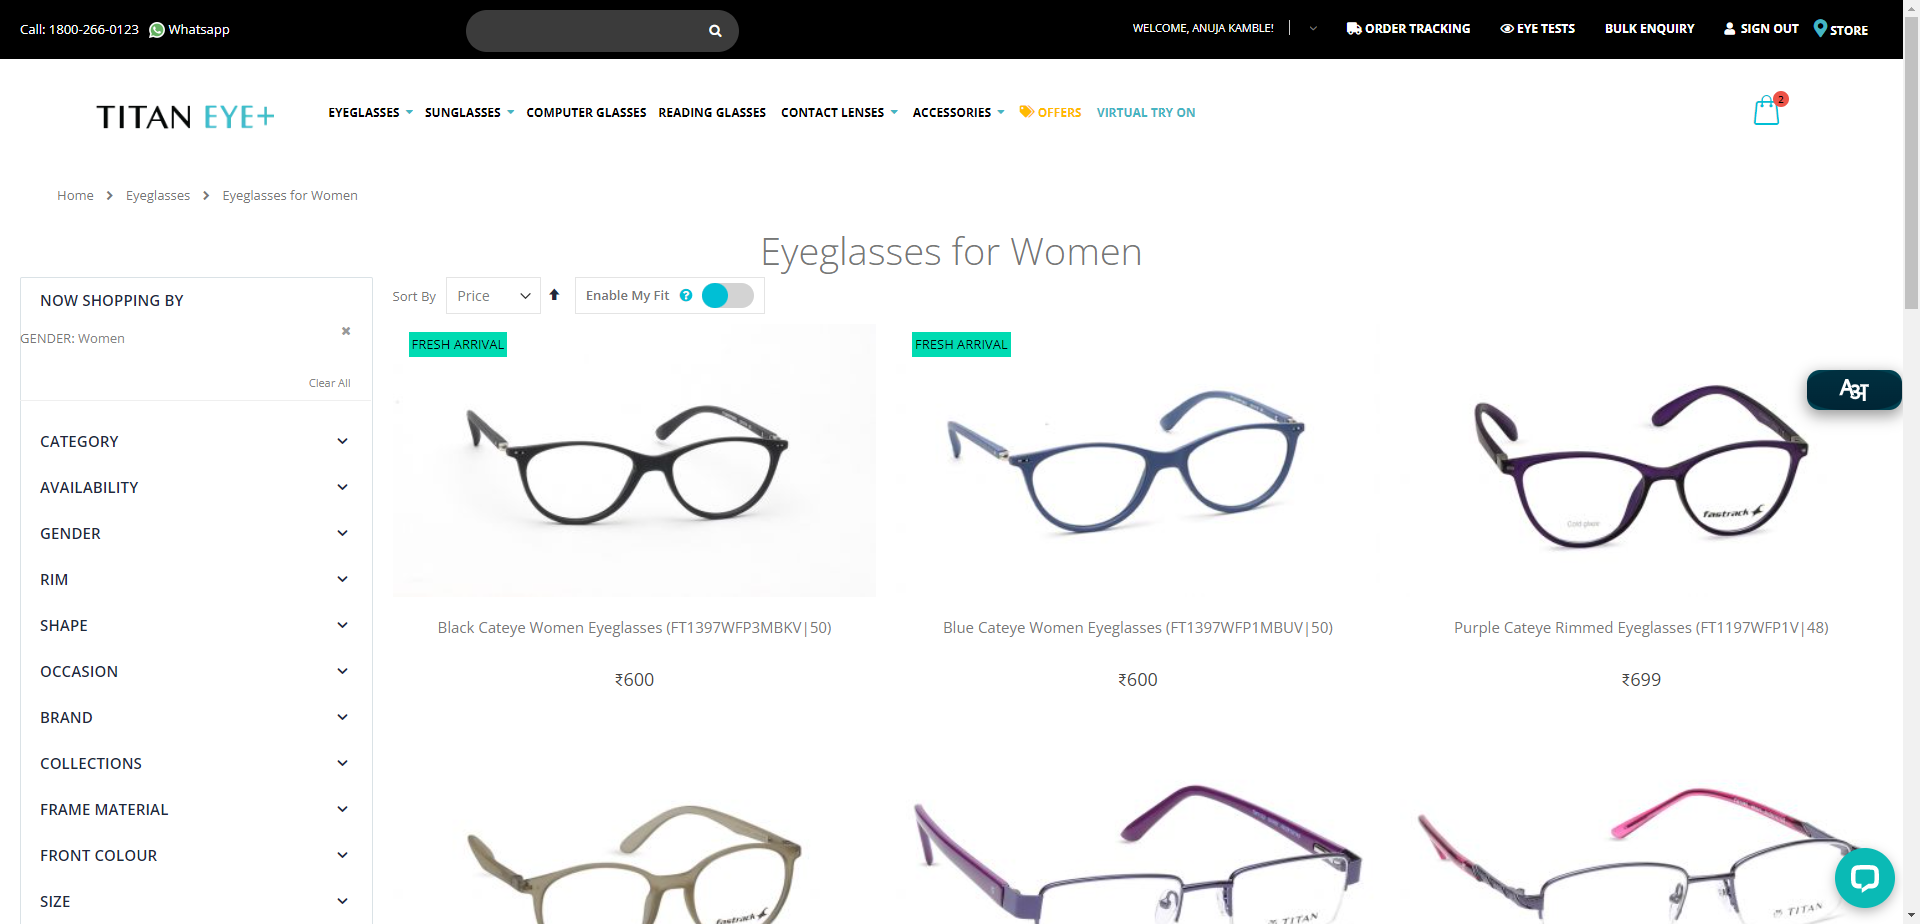 Call: 1800-266-0123 Whatsapp
WELCOME, ANUJA KAMBLE!
ORDER TRACKING
EYE TESTS
BULK ENQUIRY
SIGN OUT
STORE
TITAN EYE+
EYEGLASSES
SUNGLASSES
COMPUTER GLASSES
READING GLASSES
CONTACT LENSES
ACCESSORIES
OFFERS
VIRTUAL TRY ON
2
Home
Eyeglasses
Eyeglasses for Women
Eyeglasses for Women
NOW SHOPPING BY
GENDER: Women
Clear All
CATEGORY
AVAILABILITY
GENDER
RIM
SHAPE
OCCASION
BRAND
COLLECTIONS
FRAME MATERIAL
FRONT COLOUR
SIZE
Sort By
Price
Enable My Fit
?
FRESH ARRIVAL
FRESH ARRIVAL
fastrack
Black Cateye Women Eyeglasses (FT1397WFP3MBKV|50)
Blue Cateye Women Eyeglasses (FT1397WFP1MBUV|50)
Purple Cateye Rimmed Eyeglasses (FT1197WFP1V|48)
₹600
₹600
₹699
fastrack
TITAN
TITAN